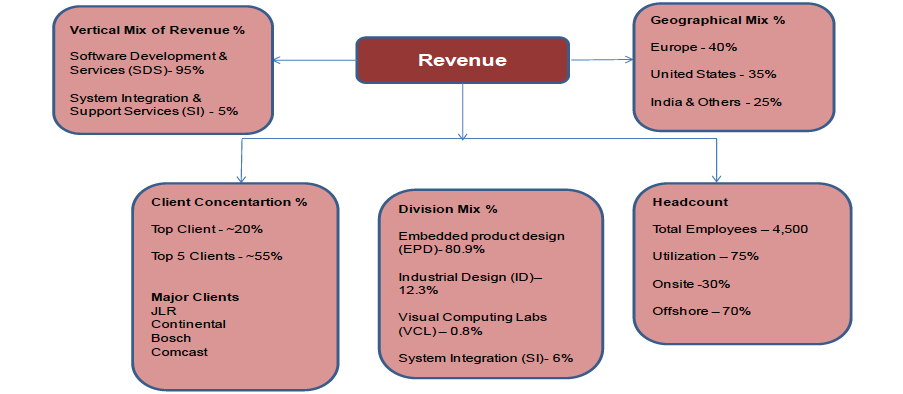 Revenue
Vertical Mix of Revenue %
Software Development &
Services (SDS)- 95%
System Integration &
Support Services (SI) - 5%
Geographical Mix %
Europe - 40%
United States - 35%
India & Others - 25%
Client Concentartion %
Top Client - ~20%
Top 5 Clients - ~55%
Major Clients
JLR
Continental
Bosch
Comcast
Division Mix %
Embedded product design
(EPD)- 80.9%
Industrial Design (ID)–
12.3%
Visual Computing Labs
(VCL) – 0.8%
System Integration (SI)- 6%
Headcount
Total Employees – 4,500
Utilization – 75%
Onsite -30%
Offshore – 70%